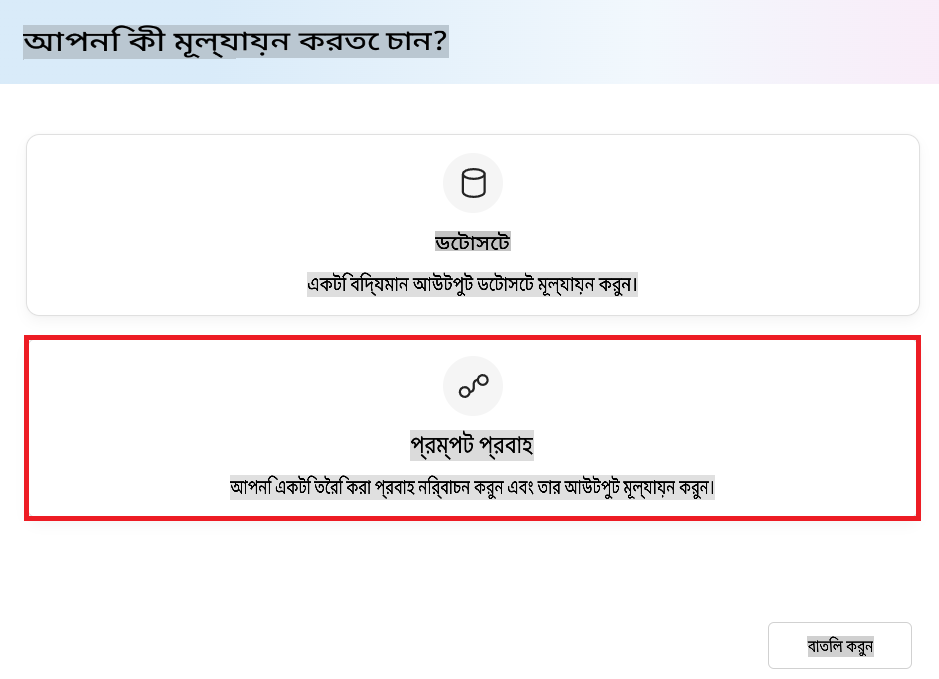 আপনি কী মূল্যায়ন করতে চান?
ডেটাসেট
একটি বিদ্যমান আউটপুট ডেটাসেট মূল্যায়ন করুন।
প্রম্পট প্রবাহ
আপনি একটি তৈরি করা প্রবাহ নির্বাচন করুন এবং তার আউটপুট মূল্যায়ন করুন।
বাতিল করুন